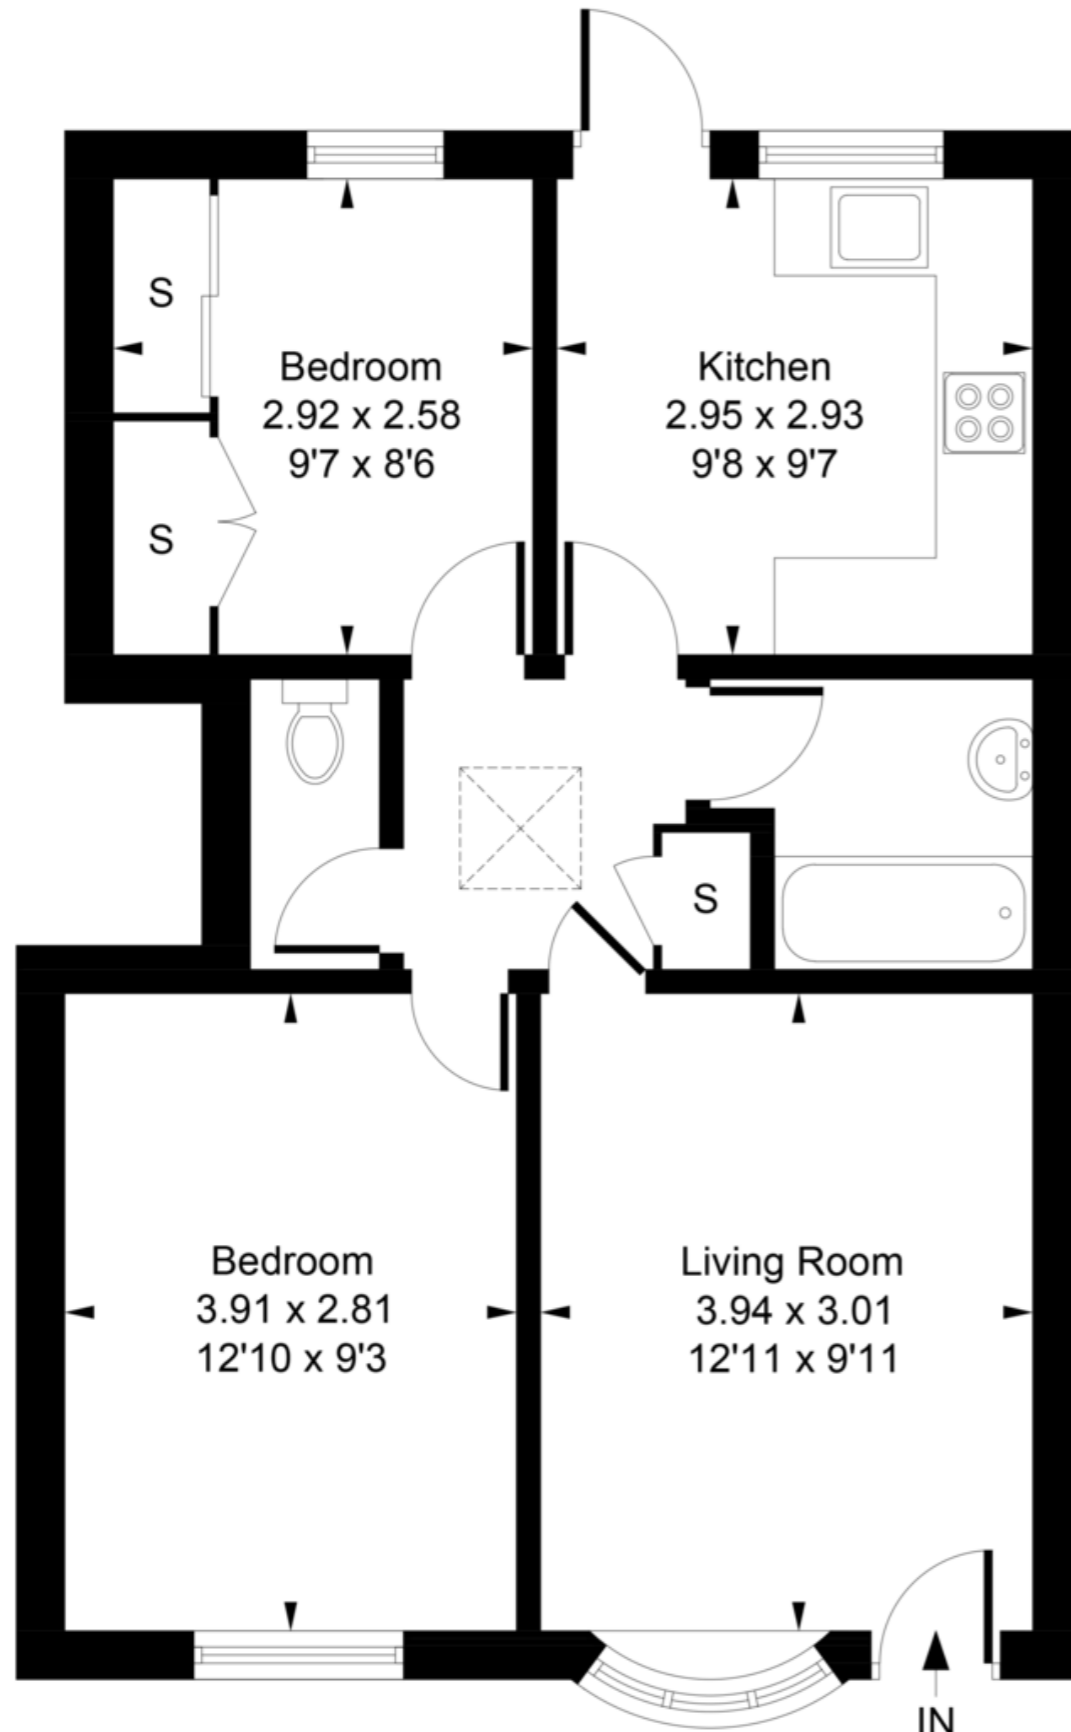 S
Bedroom
2.92 x 2.58
9'7 x 8'6
Kitchen
2.95 x 2.93
9'8 x 9'7
S
S
Bedroom
3.91 x 2.81
12'10 x 9'3
Living Room
3.94 x 3.01
12'11 x 9'11
IN